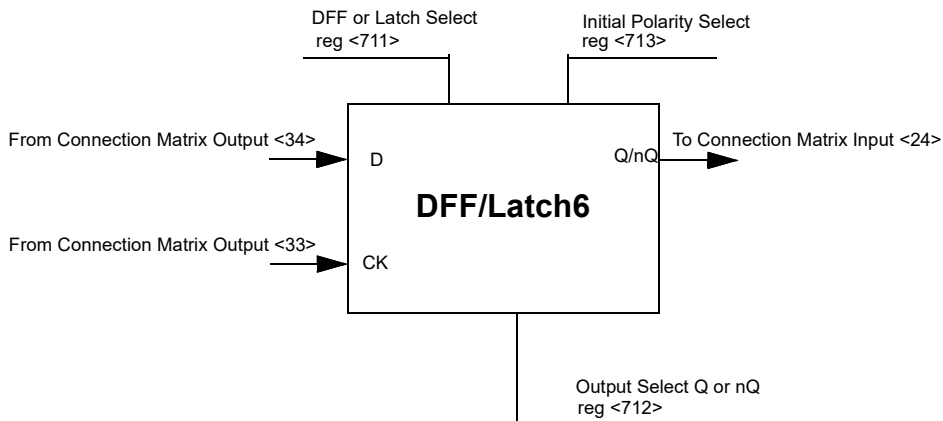 DFF or Latch Select
reg <711>
Initial Polarity Select
reg <713>
From Connection Matrix Output <34>
D
Q/nQ
To Connection Matrix Input <24>
DFF/Latch6
From Connection Matrix Output <33>
CK
Output Select Q or nQ
reg <712>